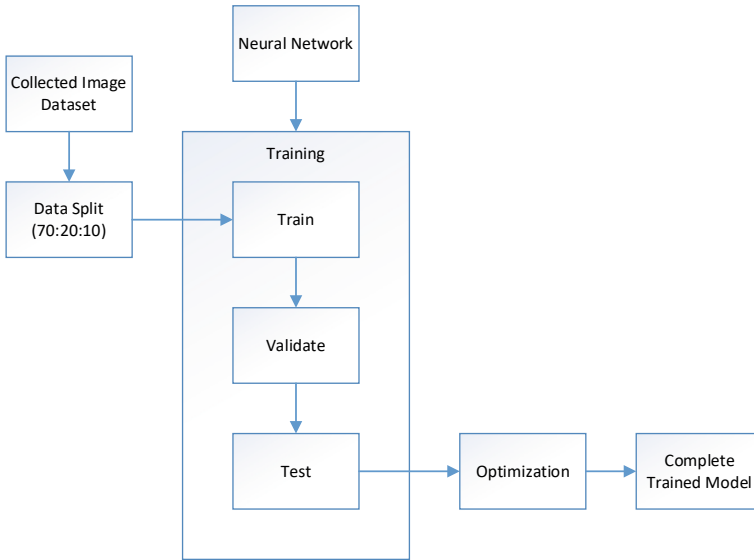 Neural Network
Collected Image
Dataset
Training
Data Split
(70:20:10)
Train
Validate
Test
Optimization
Complete
Trained Model